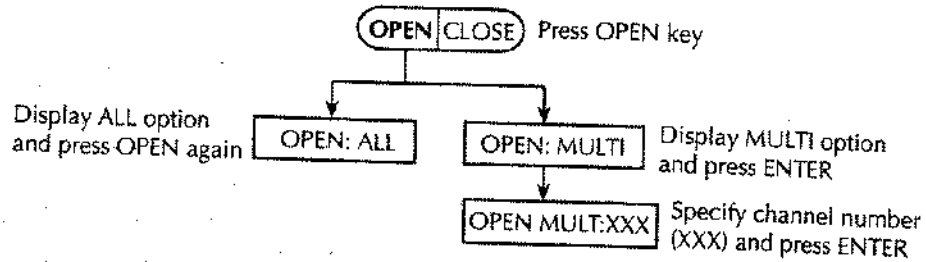 OPEN CLOSE Press OPEN key
Display ALL option
and press OPEN again
OPEN: ALL
OPEN: MULTI
Display MULTI option
and press ENTER
OPEN MULT:XXX
Specify channel number
(XXX) and press ENTER